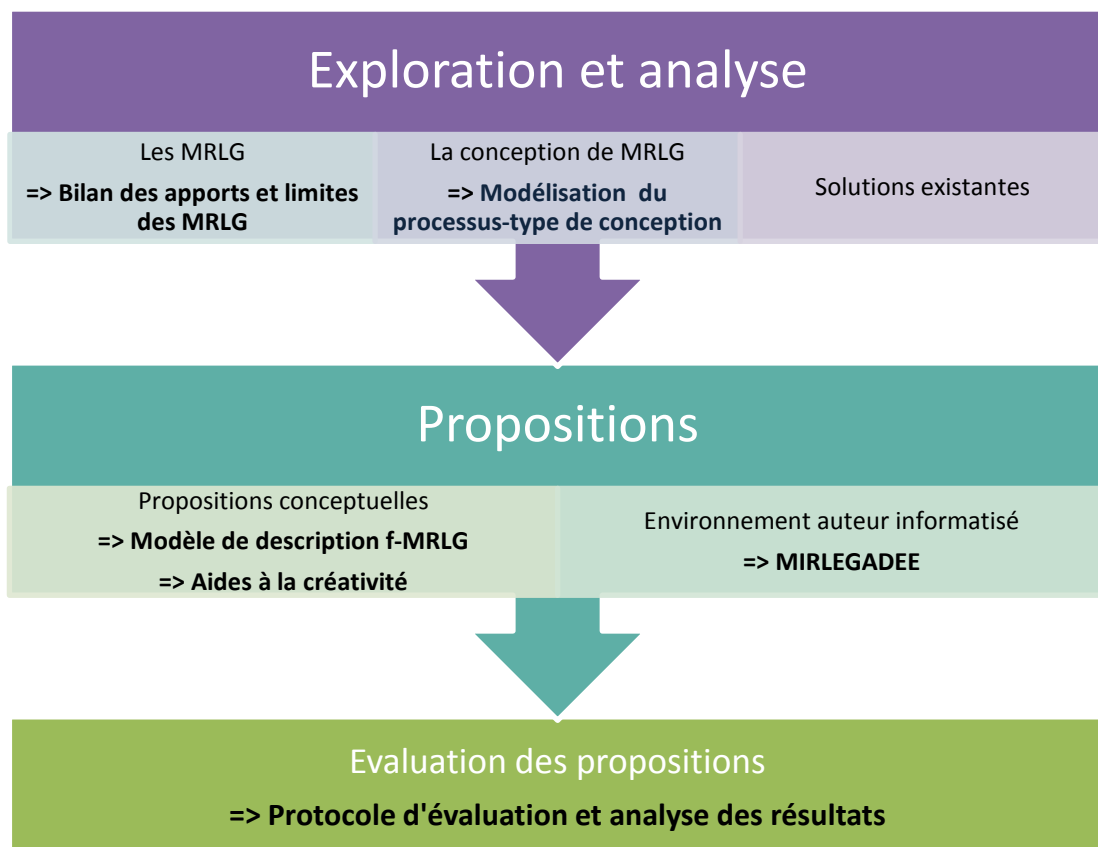 Exploration et analyse
Les MRLG
=> Bilan des apports et limites
des MRLG
La conception de MRLG
=> Modélisation du
processus-type de conception
Solutions existantes
Propositions
Propositions conceptuelles
=> Modèle de description f-MRLG
=> Aides à la créativité
Environnement auteur informatisé
=> MIRLEGADEE
Evaluation des propositions
=> Protocole d'évaluation et analyse des résultats